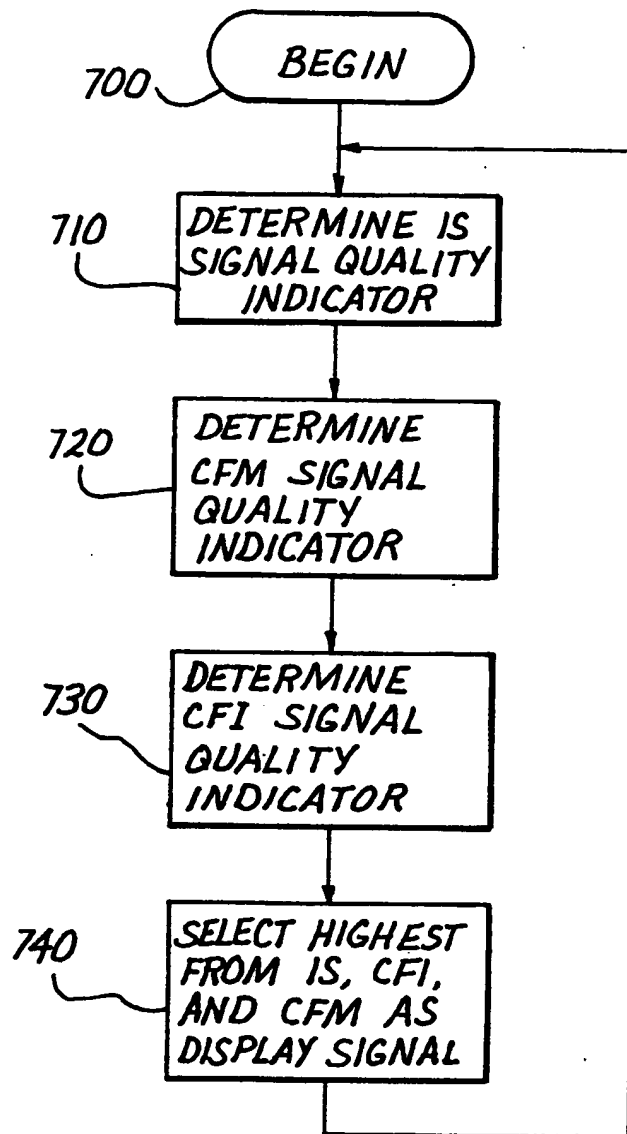 BEGIN
700
710
DETERMINE IS
SIGNAL QUALITY
INDICATOR
720
DETERMINE
CFM SIGNAL
QUALITY
INDICATOR
730
DETERMINE
CFI SIGNAL
QUALITY
INDICATOR
740
SELECT HIGHEST
FROM IS, CFI,
AND CFM AS
DISPLAY SIGNAL